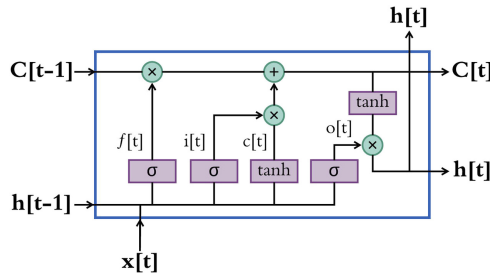 h[t]
C[t-1]
×
+
C[t]
tanh
×
f[t]
i[t]
c[t]
o[t]
×
σ
σ
tanh
σ
h[t]
h[t-1]
x[t]